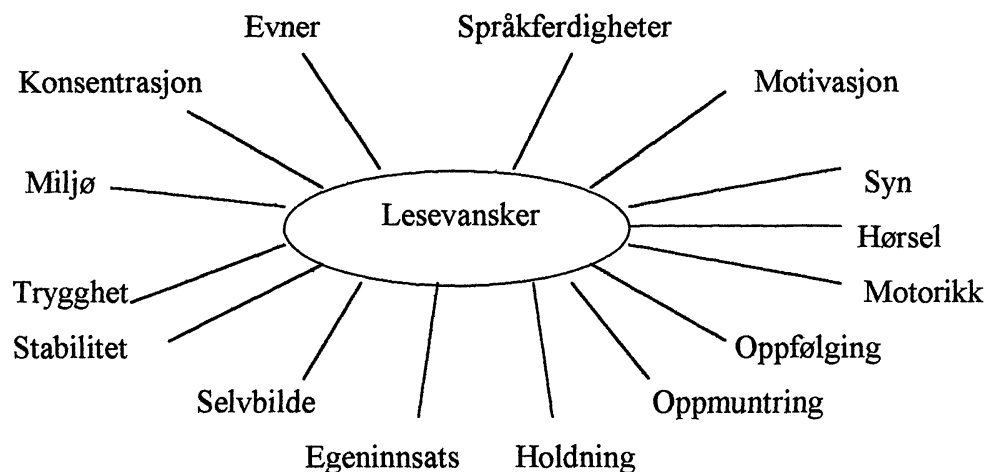 Evner
Språkferdigheter
Konsentrasjon
Motivasjon
Miljø
Syn
Lesevansker
Hørsel
Trygghet
Motorikk
Stabilitet
Oppfølging
Selvbilde
Oppmuntring
Egeninnsats
Holdning